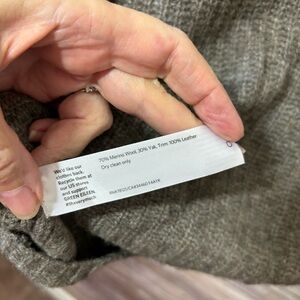 We'd like our
clothes back.
Recycle them at
our US stores
and support
GREEN EILEEN.
70% Merino Wool 30% Yak, Trim 100% Leather
Dry clean only